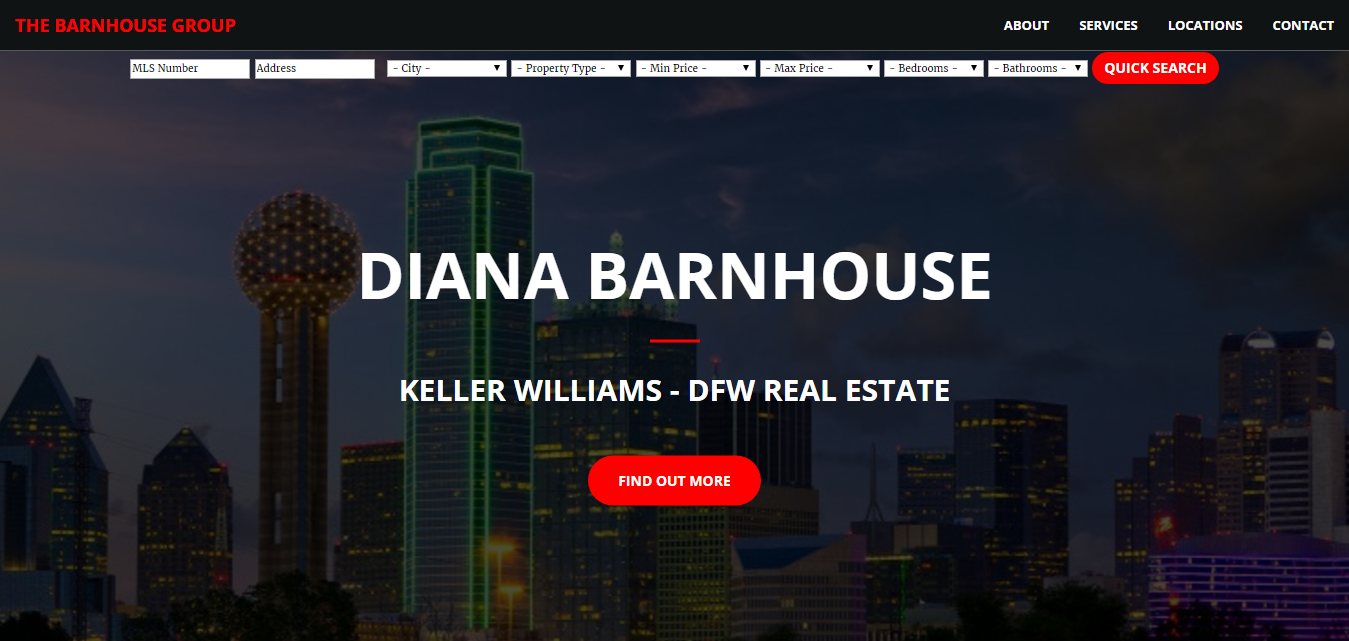 THE BARNHOUSE GROUP ABOUT SERVICES LOCATIONS CONTACT
MLS Number Address - City - - Property Type - - Min Price - - Max Price - - Bedrooms - - Bathrooms - QUICK SEARCH
DIANA BARNHOUSE
KELLER WILLIAMS - DFW REAL ESTATE
FIND OUT MORE